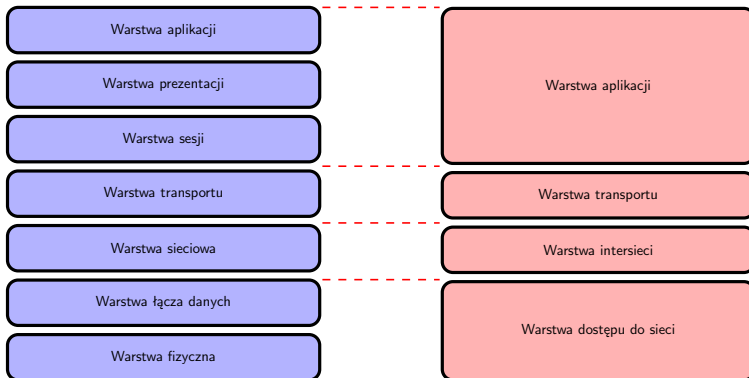 Warstwa aplikacji
Warstwa prezentacji
Warstwa sesji
Warstwa transportu
Warstwa sieciowa
Warstwa łącza danych
Warstwa fizyczna
Warstwa aplikacji
Warstwa transportu
Warstwa intersieci
Warstwa dostępu do sieci